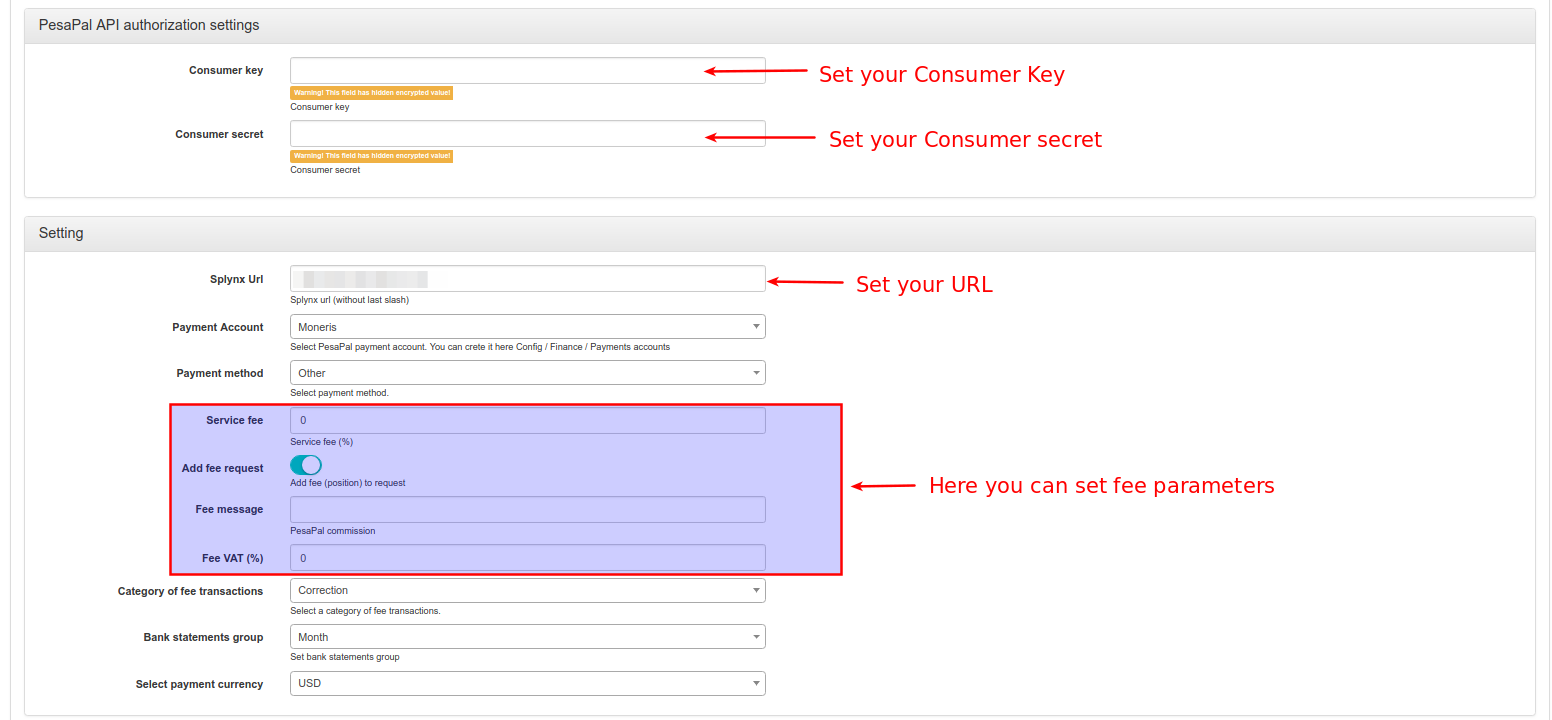 PesaPal API authorization settings
Consumer key
Set your Consumer Key
Warning! This field has hidden encrypted value!
Consumer key
Consumer secret
Set your Consumer secret
Warning! This field has hidden encrypted value!
Consumer secret
Setting
Splynx Url
Set your URL
Splynx url (without last slash)
Payment Account Moneris
Select PesaPal payment account. You can crete it here Config / Finance / Payments accounts
Payment method Other
Select payment method.
Service fee 0
Service fee (%)
Add fee request
Add fee (position) to request
Here you can set fee parameters
Fee message
PesaPal commission
Fee VAT (%) 0
Category of fee transactions Correction
Select a category of fee transactions.
Bank statements group Month
Set bank statements group
Select payment currency USD